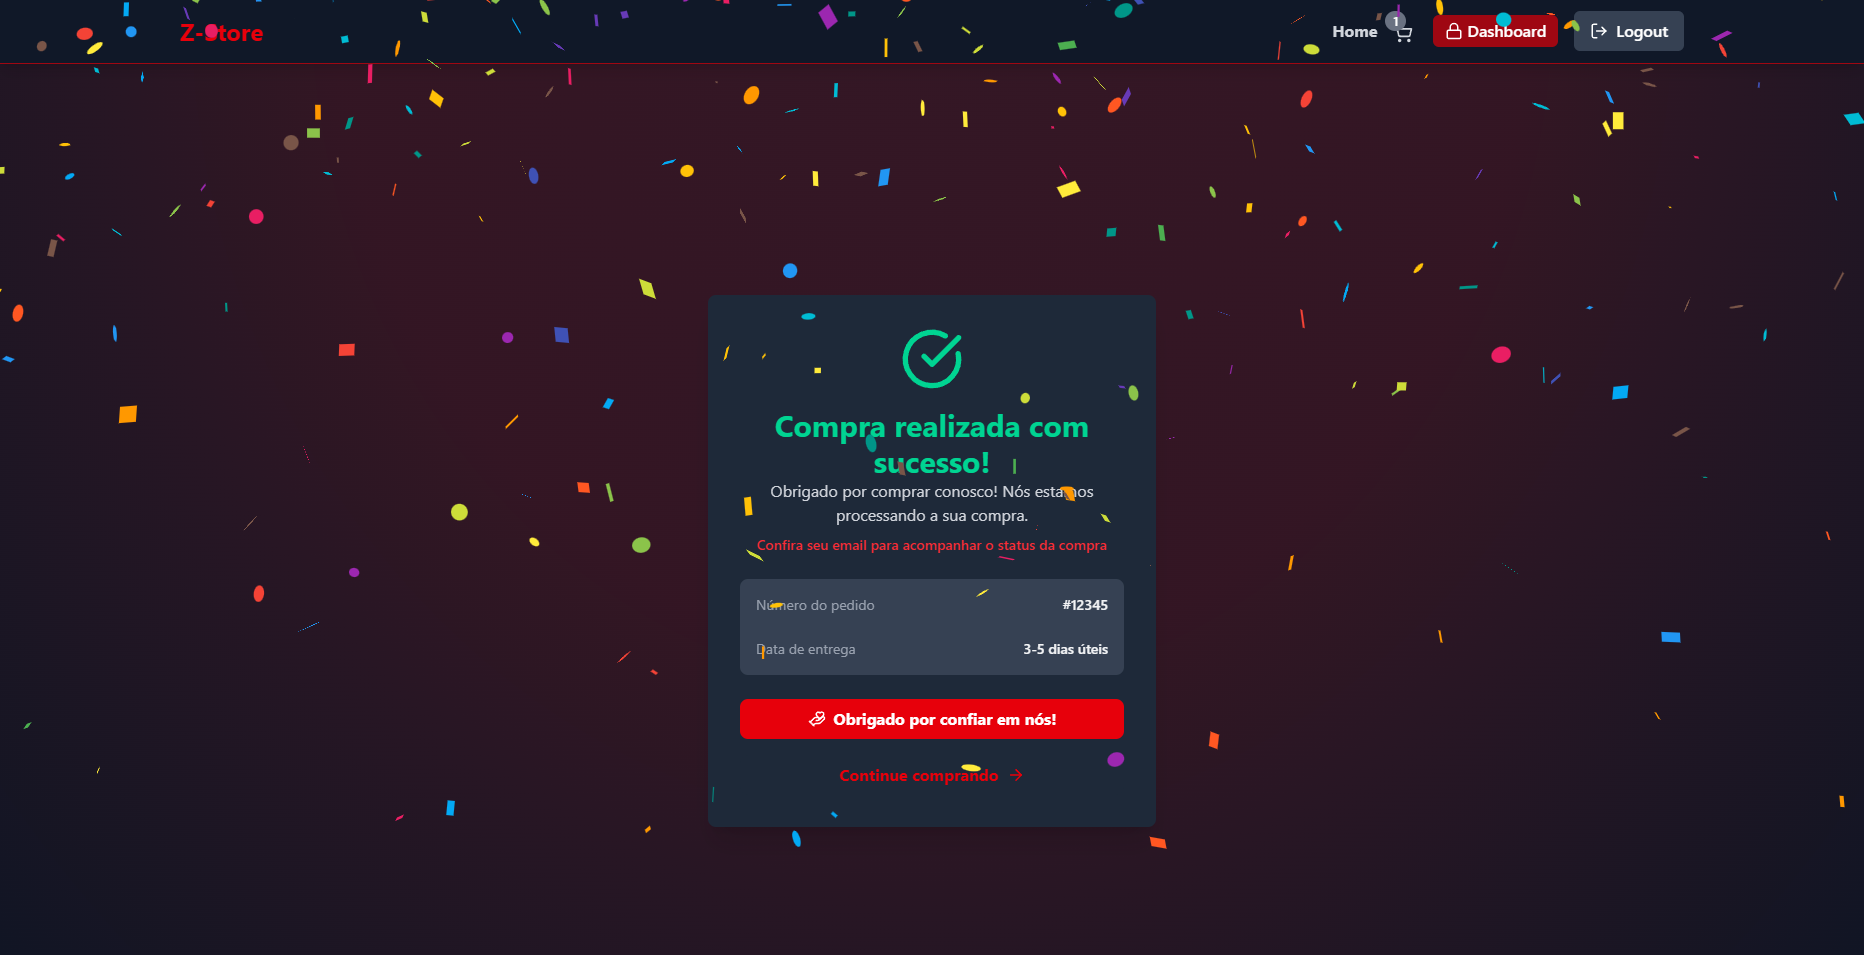 Z-Store
Home
1
Dashboard
Logout
Compra realizada com
sucesso!
Obrigado por comprar conosco! Nós estamos
processando a sua compra.
Confira seu email para acompanhar o status da compra
Número do pedido #12345
Data de entrega 3-5 dias úteis
Obrigado por confiar em nós!
Continue comprando